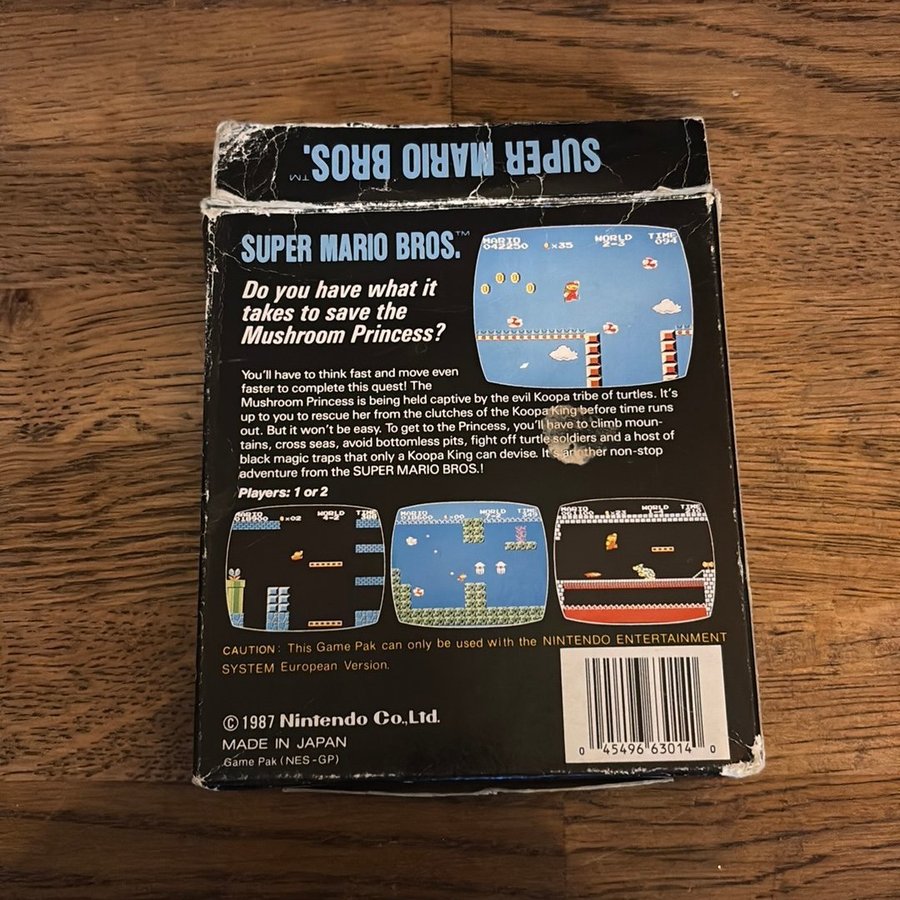 SUPER MARIO BROS.™
SUPER MARIO BROS.™
Do you have what it
takes to save the
Mushroom Princess?
MARIO WORLD TIME
042250 x35 2-3 094
You'll have to think fast and move even
faster to complete this quest! The
Mushroom Princess is being held captive by the evil Koopa tribe of turtles. It's
up to you to rescue her from the clutches of the Koopa King before time runs
out. But it won't be easy. To get to the Princess, you'll have to climb moun-
tains, cross seas, avoid bottomless pits, fight off turtle soldiers and a host of
black magic traps that only a Koopa King can devise. It's another non-stop
adventure from the SUPER MARIO BROS.!
Players: 1 or 2
MARIO WORLD TIME
x02 4-2
MARIO WORLD TIME
x00
MARIO WORLD TIME
CAUTION: This Game Pak can only be used with the NINTENDO ENTERTAINMENT
SYSTEM European Version.
© 1987 Nintendo Co.,Ltd.
MADE IN JAPAN
Game Pak (NES-GP)
0 45496 63014 0